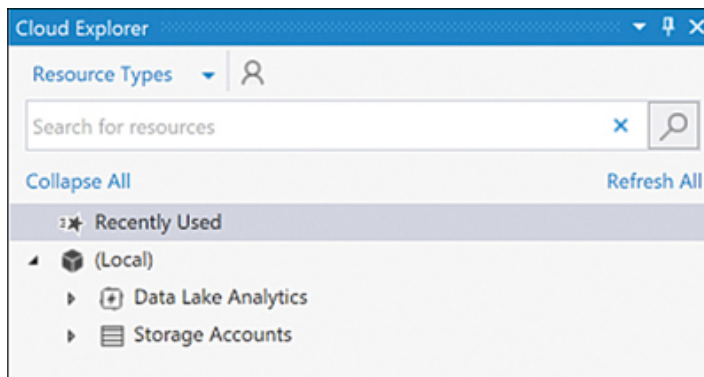 Cloud Explorer
Resource Types
Search for resources
Collapse All Refresh All
Recently Used
(Local)
Data Lake Analytics
Storage Accounts